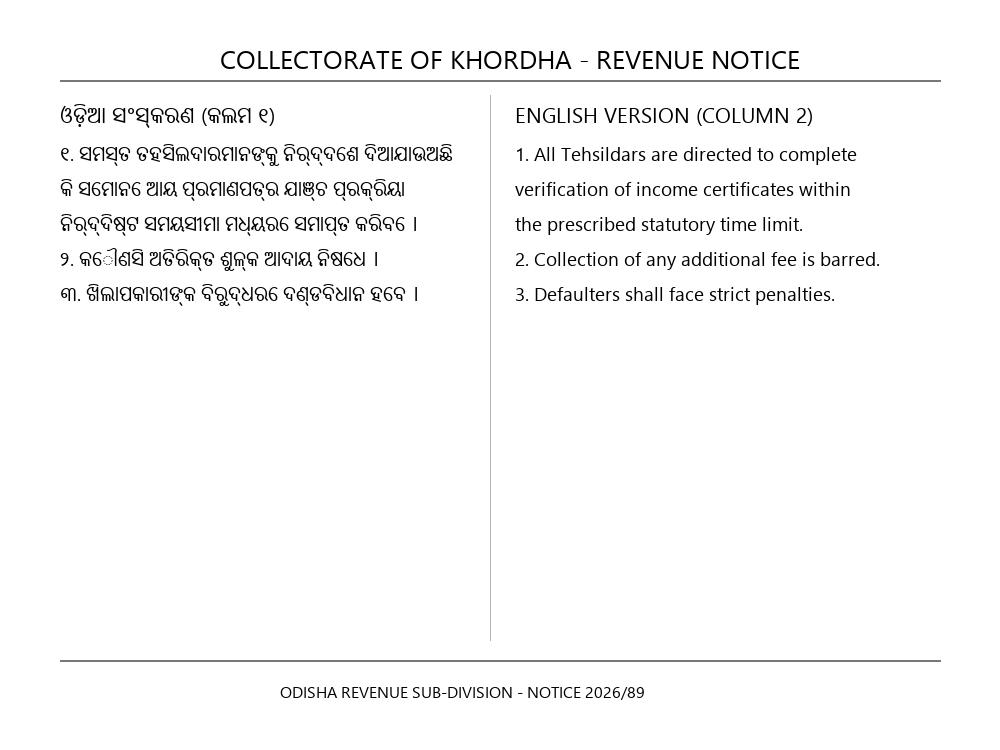 COLLECTORATE OF KHORDHA - REVENUE NOTICE
ଓଡ଼ିଆ ସଂସ୍କରଣ (କଲମ ୧)
୧. ସମସ୍ତ ତହସିଲଦାରମାନଙ୍କୁ ନିର୍ଦ୍ଦେଶ ଦିଆଯାଉଅଛି
କି ସେମାନେ ଆୟ ପ୍ରମାଣପତ୍ର ଯାଞ୍ଚ ପ୍ରକ୍ରିୟା
ନିର୍ଦ୍ଦିଷ୍ଟ ସମୟସୀମା ମଧ୍ୟରେ ସମାପ୍ତ କରିବେ ।
୨. କୌଣସି ଅତିରିକ୍ତ ଶୁଳ୍କ ଆଦାୟ ନିଷେଧ ।
୩. ଖିଲାପକାରୀଙ୍କ ବିରୁଦ୍ଧରେ ଦଣ୍ଡବିଧାନ ହେବ ।
ENGLISH VERSION (COLUMN 2)
1. All Tehsildars are directed to complete
verification of income certificates within
the prescribed statutory time limit.
2. Collection of any additional fee is barred.
3. Defaulters shall face strict penalties.
ODISHA REVENUE SUB-DIVISION - NOTICE 2026/89